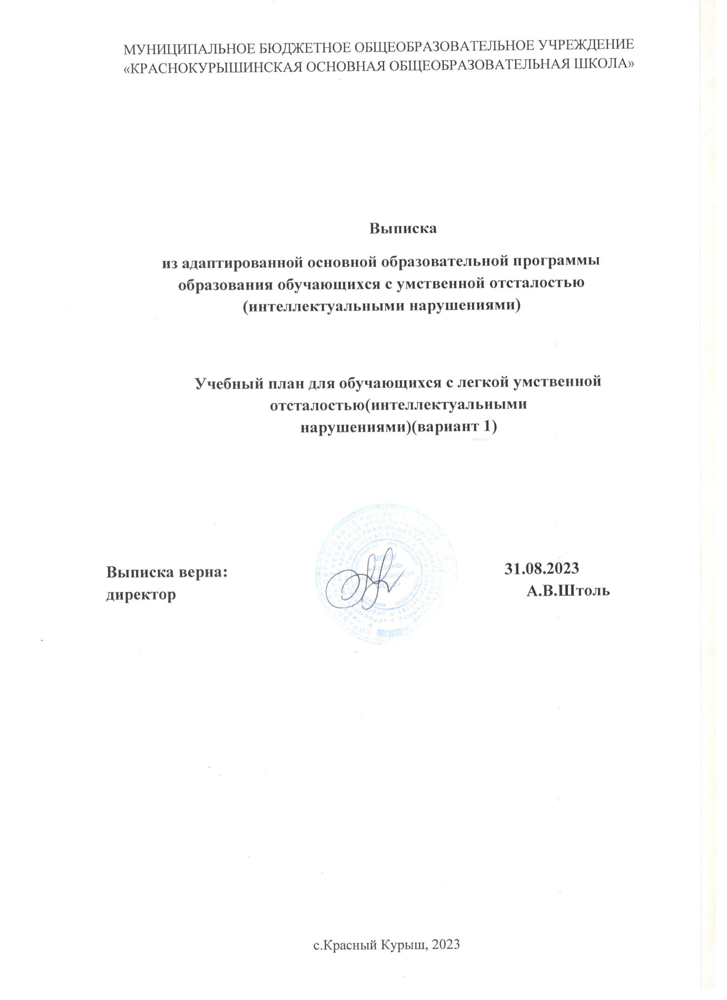 МУНИЦИПАЛЬНОЕ БЮДЖЕТНОЕ ОБЩЕОБРАЗОВАТЕЛЬНОЕ УЧРЕЖДЕНИЕ
«КРАСНОКУРЫШИНСКАЯ ОСНОВНАЯ ОБЩЕОБРАЗОВАТЕЛЬНАЯ ШКОЛА»
Выписка
из адаптированной основной образовательной программы
образования обучающихся с умственной отсталостью
(интеллектуальными нарушениями)
Учебный план для обучающихся с легкой умственной
отсталостью(интеллектуальными
нарушениями)(вариант 1)
Выписка верна: 31.08.2023
директор А.В.Штоль
МБОУ
«Красно-
с.Красный Курыш, 2023